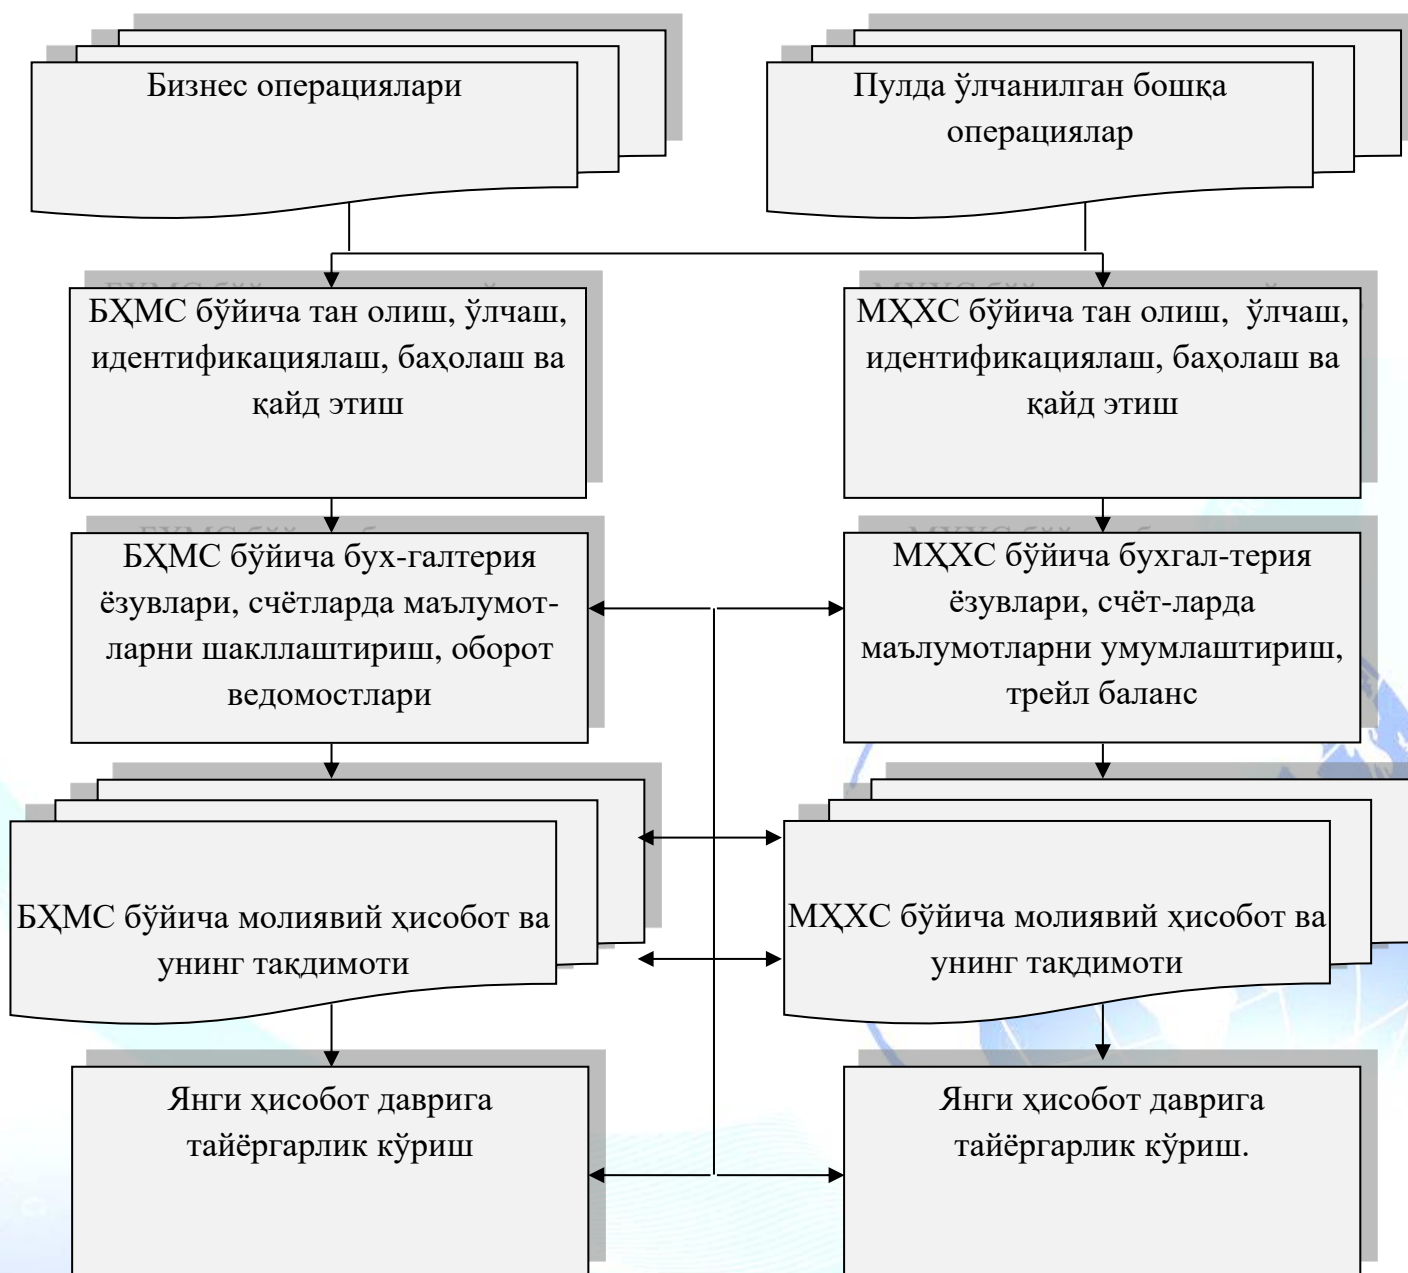 Бизнес операциялари
Пулда ўлчанилган бошқа
операциялар
БҲМС бўйича тан олиш, ўлчаш,
идентификациялаш, баҳолаш ва
қайд этиш
МҲХС бўйича тан олиш, ўлчаш,
идентификациялаш, баҳолаш ва
қайд этиш
БҲМС бўйича бух-галтерия
ёзувлари, счётларда маълумот-
ларни шакллаштириш, оборот
ведомостлари
МҲХС бўйича бухгал-терия
ёзувлари, счёт-ларда
маълумотларни умумлаштириш,
трейл баланс
БҲМС бўйича молиявий ҳисобот ва
унинг тақдимоти
МҲХС бўйича молиявий ҳисобот ва
унинг тақдимоти
Янги ҳисобот даврига
тайёргарлик кўриш
Янги ҳисобот даврига
тайёргарлик кўриш.